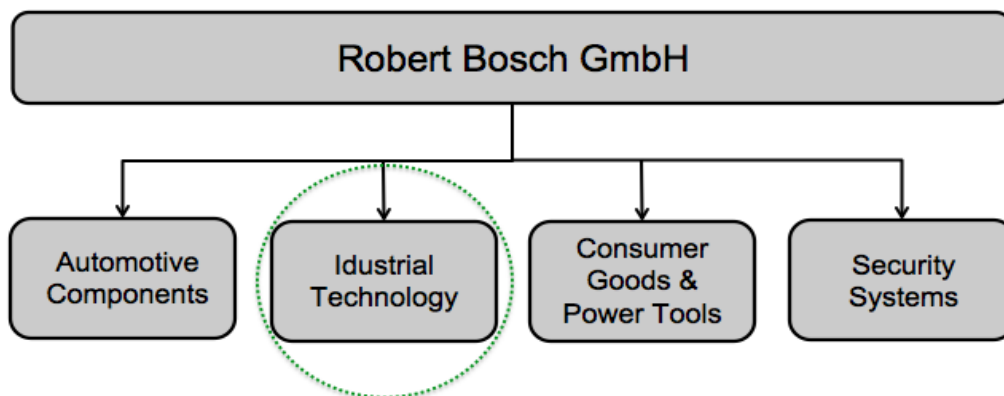 Robert Bosch GmbH
Automotive
Components
Idustrial
Technology
Consumer
Goods &
Power Tools
Security
Systems